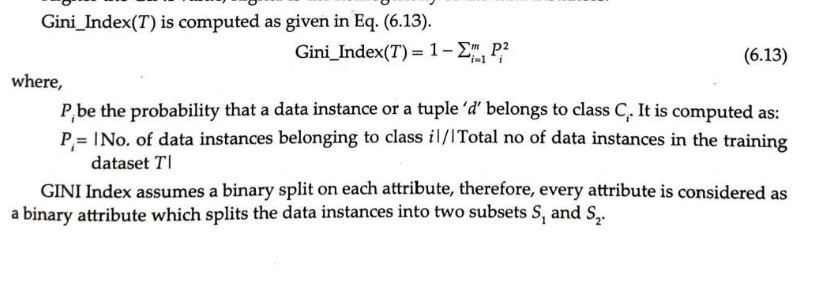 Gini_Index(T) is computed as given in Eq. (6.13).
Gini_Index(T) = 1 – Σᵐᵢ₌₁ Pᵢ² (6.13)
where,
Pᵢ be the probability that a data instance or a tuple 'd' belongs to class Cᵢ. It is computed as:
Pᵢ = |No. of data instances belonging to class i|/|Total no of data instances in the training
dataset T|
GINI Index assumes a binary split on each attribute, therefore, every attribute is considered as
a binary attribute which splits the data instances into two subsets S₁ and S₂.